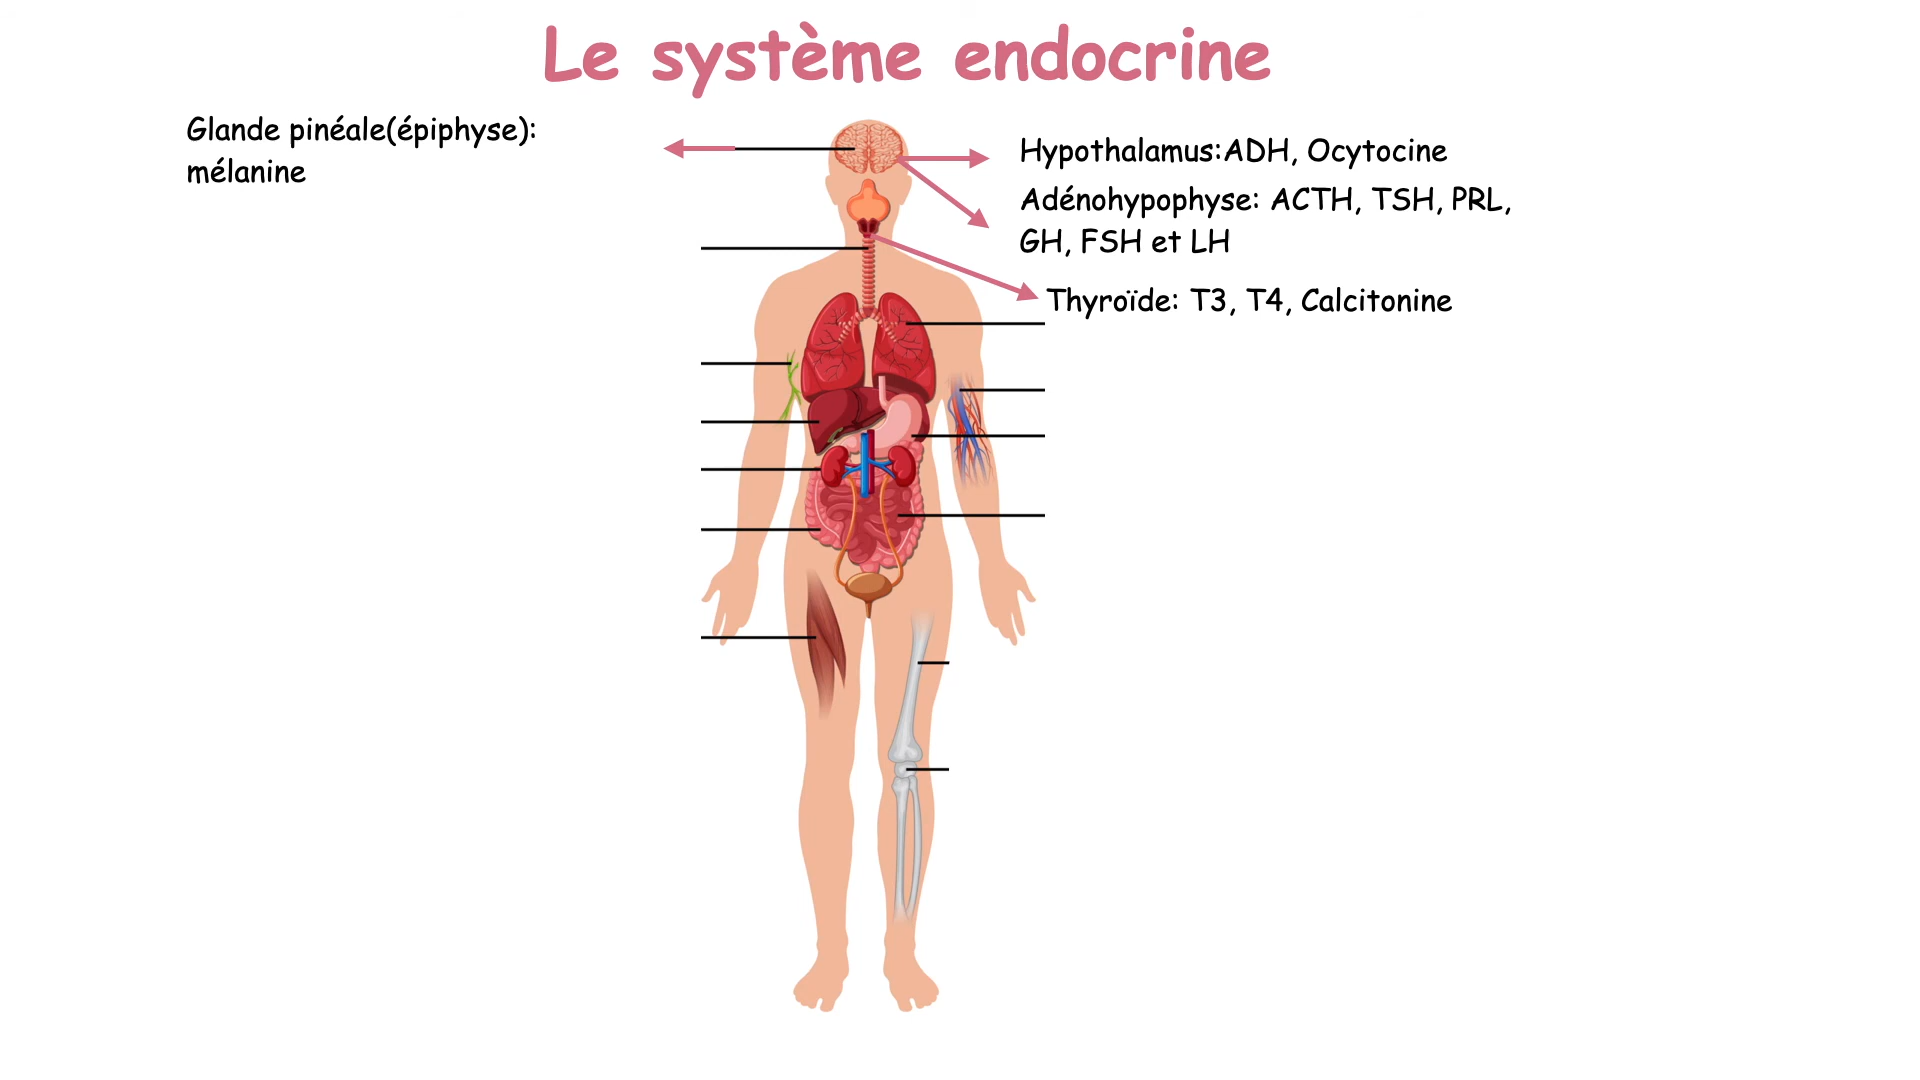 Le système endocrine
Glande pinéale(épiphyse):
mélanine
Hypothalamus:ADH, Ocytocine
Adénohypophyse: ACTH, TSH, PRL,
GH, FSH et LH
Thyroïde: T3, T4, Calcitonine